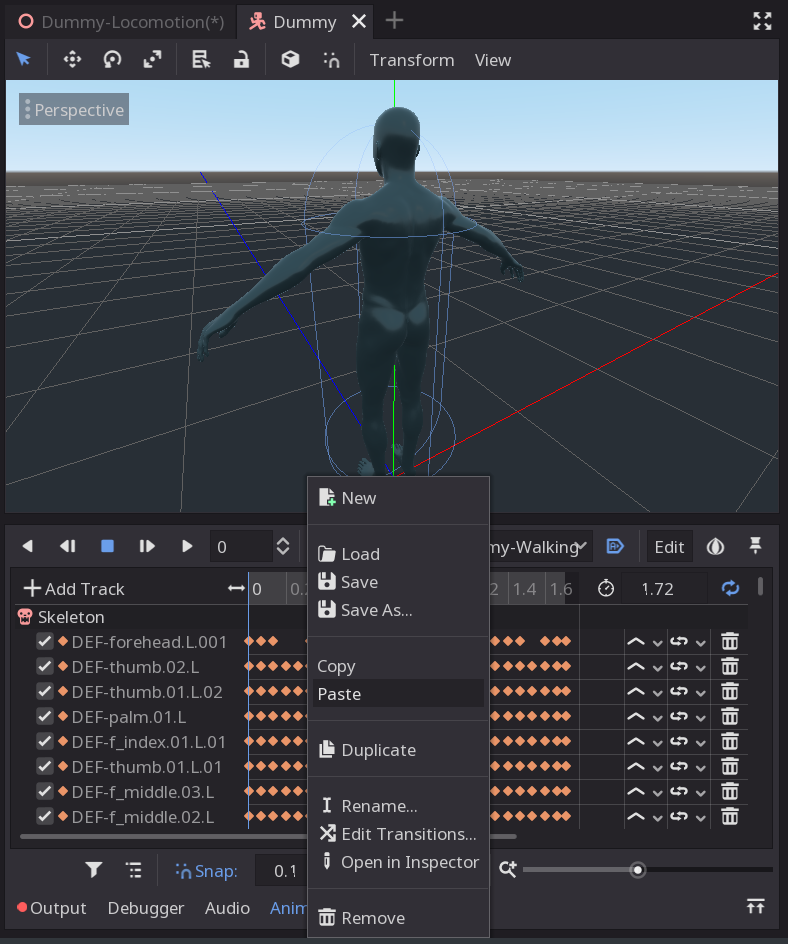 Dummy-Locomotion(*)
Dummy
Transform View
Perspective
New
Load
Save
Save As...
Copy
Paste
Duplicate
Rename...
Edit Transitions...
Open in Inspector
Remove
0
my-Walking
Edit
Add Track
0
0.2
2
1.4
1.6
1.72
Skeleton
DEF-forehead.L.001
DEF-thumb.02.L
DEF-thumb.01.L.02
DEF-palm.01.L
DEF-f_index.01.L.01
DEF-thumb.01.L.01
DEF-f_middle.03.L
DEF-f_middle.02.L
Snap: 0.1
Output Debugger Audio Anim